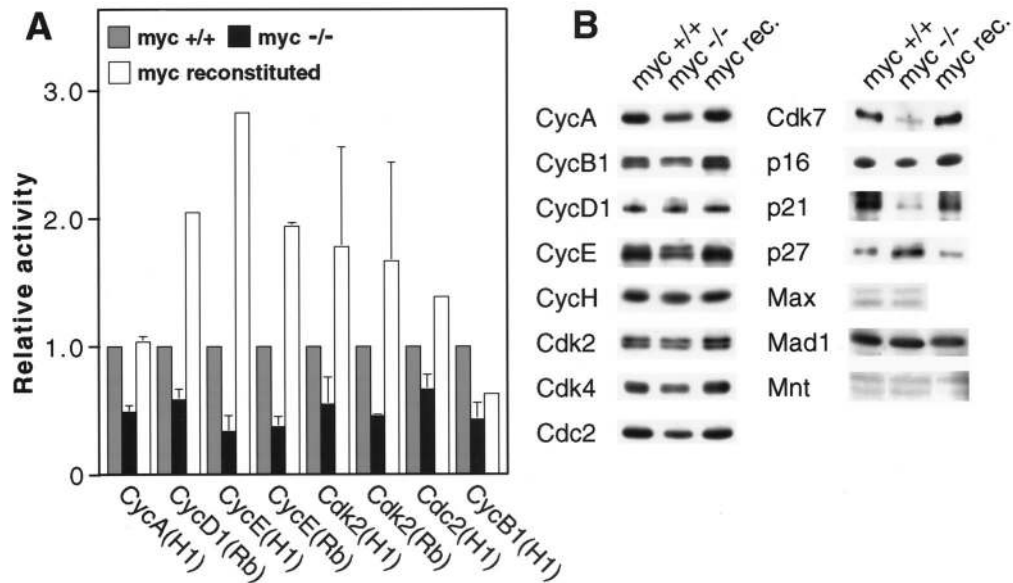 A
myc +/+ myc -/-
myc reconstituted
3.0
2.0
1.0
0
Relative activity
CycA(H1)
CycD1(Rb)
CycE(H1)
CycE(Rb)
Cdk2(H1)
Cdk2(Rb)
Cdc2(H1)
CycB1(H1)
B
myc +/+
myc -/-
myc rec.
CycA
CycB1
CycD1
CycE
CycH
Cdk2
Cdk4
Cdc2
myc +/+
myc -/-
myc rec.
Cdk7
p16
p21
p27
Max
Mad1
Mnt